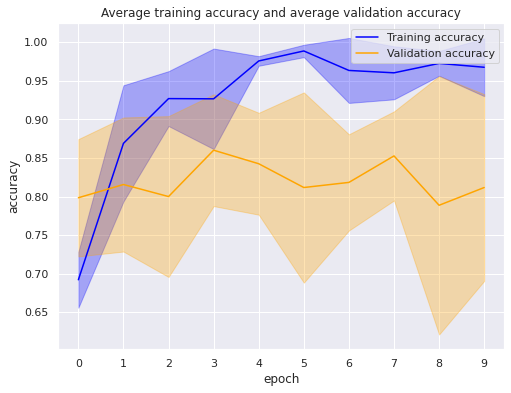 Average training accuracy and average validation accuracy
Training accuracy
Validation accuracy
1.00
0.95
0.90
0.85
0.80
0.75
0.70
0.65
accuracy
0 1 2 3 4 5 6 7 8 9
epoch